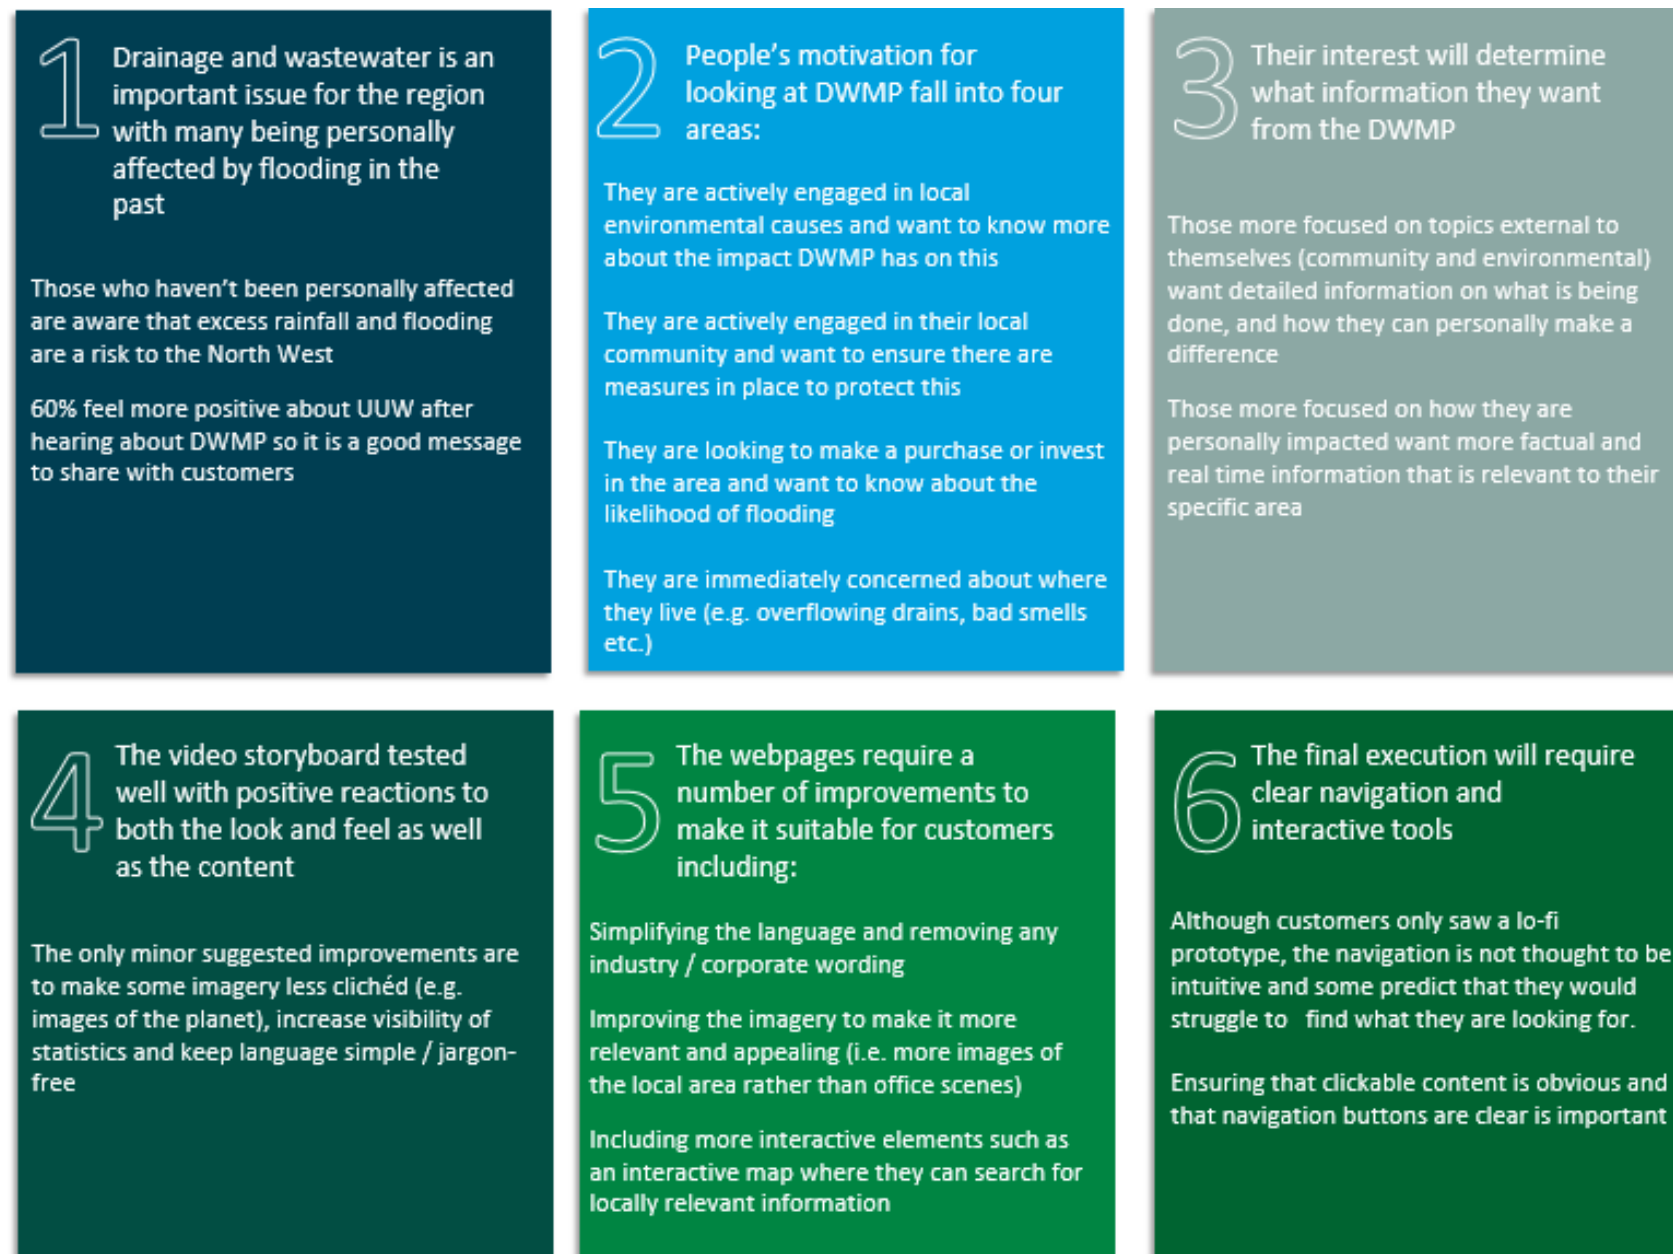 1
Drainage and wastewater is an
important issue for the region
with many being personally
affected by flooding in the
past
Those who haven't been personally affected
are aware that excess rainfall and flooding
are a risk to the North West
60% feel more positive about UUW after
hearing about DWMP so it is a good message
to share with customers
2
People's motivation for
looking at DWMP fall into four
areas:
They are actively engaged in local
environmental causes and want to know more
about the impact DWMP has on this
They are actively engaged in their local
community and want to ensure there are
measures in place to protect this
They are looking to make a purchase or invest
in the area and want to know about the
likelihood of flooding
They are immediately concerned about where
they live (e.g. overflowing drains, bad smells
etc.)
3
Their interest will determine
what information they want
from the DWMP
Those more focused on topics external to
themselves (community and environmental)
want detailed information on what is being
done, and how they can personally make a
difference
Those more focused on how they are
personally impacted want more factual and
real time information that is relevant to their
specific area
4
The video storyboard tested
well with positive reactions to
both the look and feel as well
as the content
The only minor suggested improvements are
to make some imagery less clichéd (e.g.
images of the planet), increase visibility of
statistics and keep language simple / jargon-
free
5
The webpages require a
number of improvements to
make it suitable for customers
including:
Simplifying the language and removing any
industry / corporate wording
Improving the imagery to make it more
relevant and appealing (i.e. more images of
the local area rather than office scenes)
Including more interactive elements such as
an interactive map where they can search for
locally relevant information
6
The final execution will require
clear navigation and
interactive tools
Although customers only saw a lo-fi
prototype, the navigation is not thought to be
intuitive and some predict that they would
struggle to find what they are looking for.
Ensuring that clickable content is obvious and
that navigation buttons are clear is important